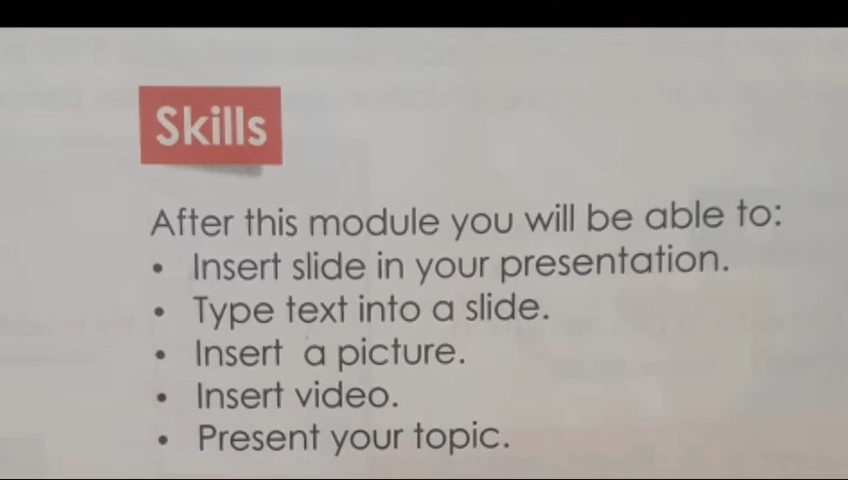 Skills
After this module you will be able to:
• Insert slide in your presentation.
• Type text into a slide.
• Insert a picture.
• Insert video.
• Present your topic.